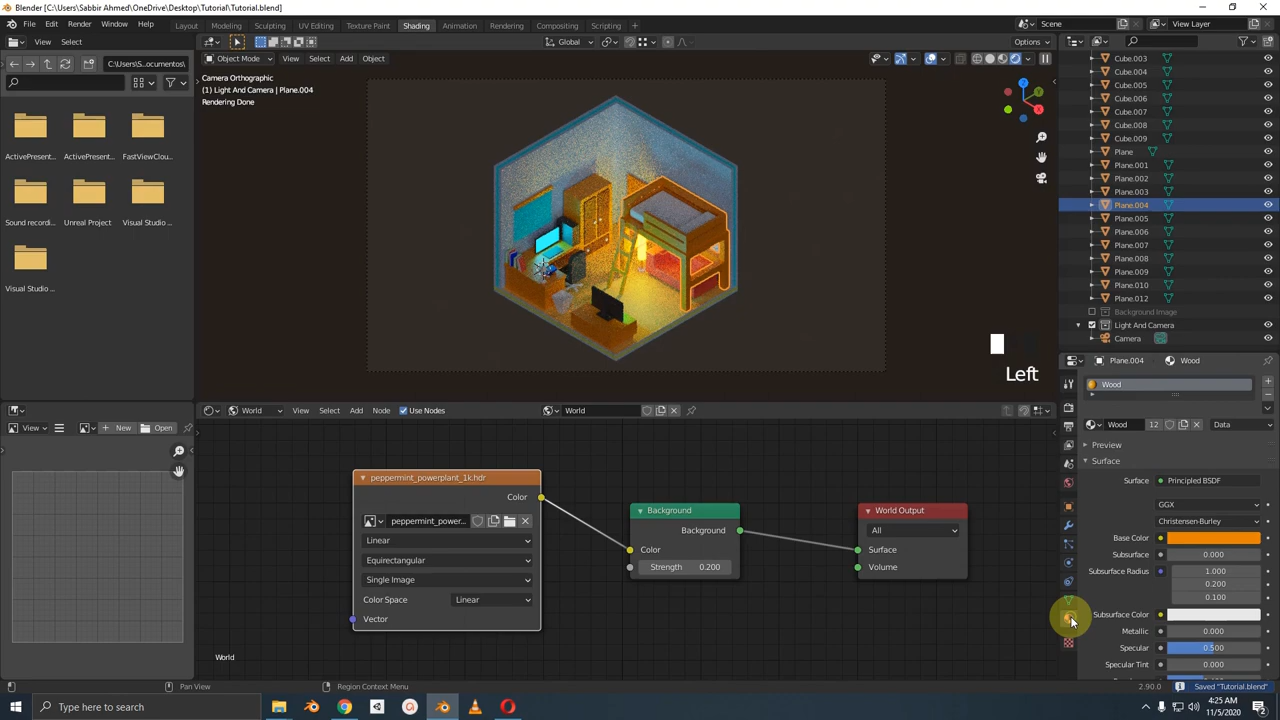 Blender [C:\Users\Sabbir Ahmed\OneDrive\Desktop\Tutorial\Tutorial.blend]
File Edit Render Window Help Layout Modeling Sculpting UV Editing Texture Paint Shading Animation Rendering Compositing Scripting Scene View Layer
View Select Global Options
Object Mode View Select Add Object
C:\Users\S...ocumentos\
ActivePresent... ActivePresent... FastViewClou...
Sound recordi... Unreal Project Visual Studio ...
Visual Studio ...
Camera Orthographic
(1) Light And Camera | Plane.004
Rendering Done
Z
Y
X
Left
Cube.003
Cube.004
Cube.005
Cube.006
Cube.007
Cube.008
Cube.009
Plane
Plane.001
Plane.002
Plane.003
Plane.004
Plane.005
Plane.006
Plane.007
Plane.008
Plane.009
Plane.010
Plane.012
Background Image
Light And Camera
Camera
Plane.004 Wood
Wood
Wood 12 Data
Preview
Surface
Surface Principled BSDF
GGX
Christensen-Burley
Base Color
Subsurface 0.000
Subsurface Radius 1.000
0.200
0.100
Subsurface Color
Metallic 0.000
Specular 0.500
Specular Tint 0.000
View New Open
World View Select Add Node Use Nodes World
peppermint_powerplant_1k.hdr
Color
peppermint_power...
Linear
Equirectangular
Single Image
Color Space Linear
Vector
Background
Background
Color
Strength 0.200
World Output
All
Surface
Volume
World
Pan View Region Context Menu 2.90.0 Saved "Tutorial.blend"
Type here to search
4:25 AM
11/5/2020
2